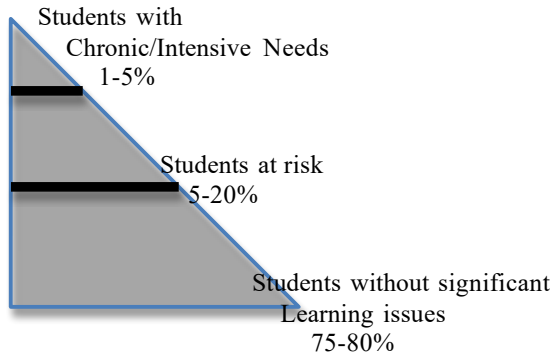 Students with
Chronic/Intensive Needs
1-5%
Students at risk
5-20%
Students without significant
Learning issues
75-80%